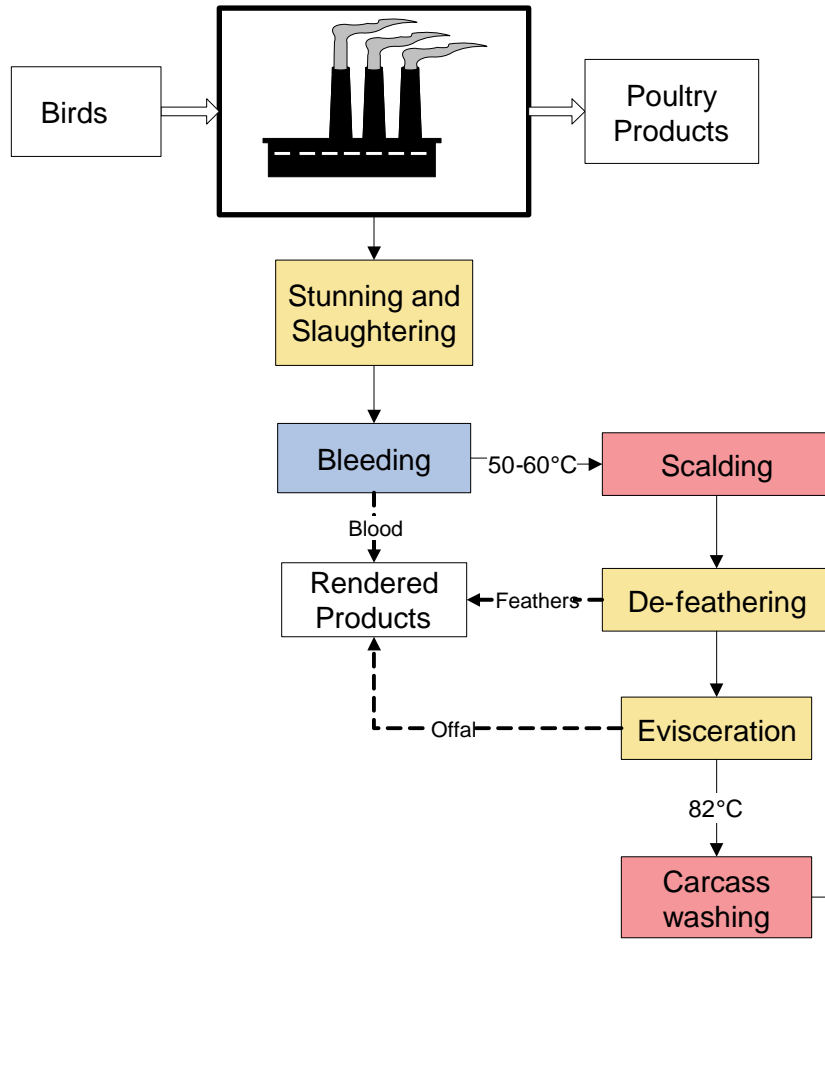 Birds
Poultry
Products
Stunning and
Slaughtering
Bleeding
50-60°C
Scalding
Blood
Rendered
Products
Feathers
De-feathering
Offal
Evisceration
82°C
Carcass
washing